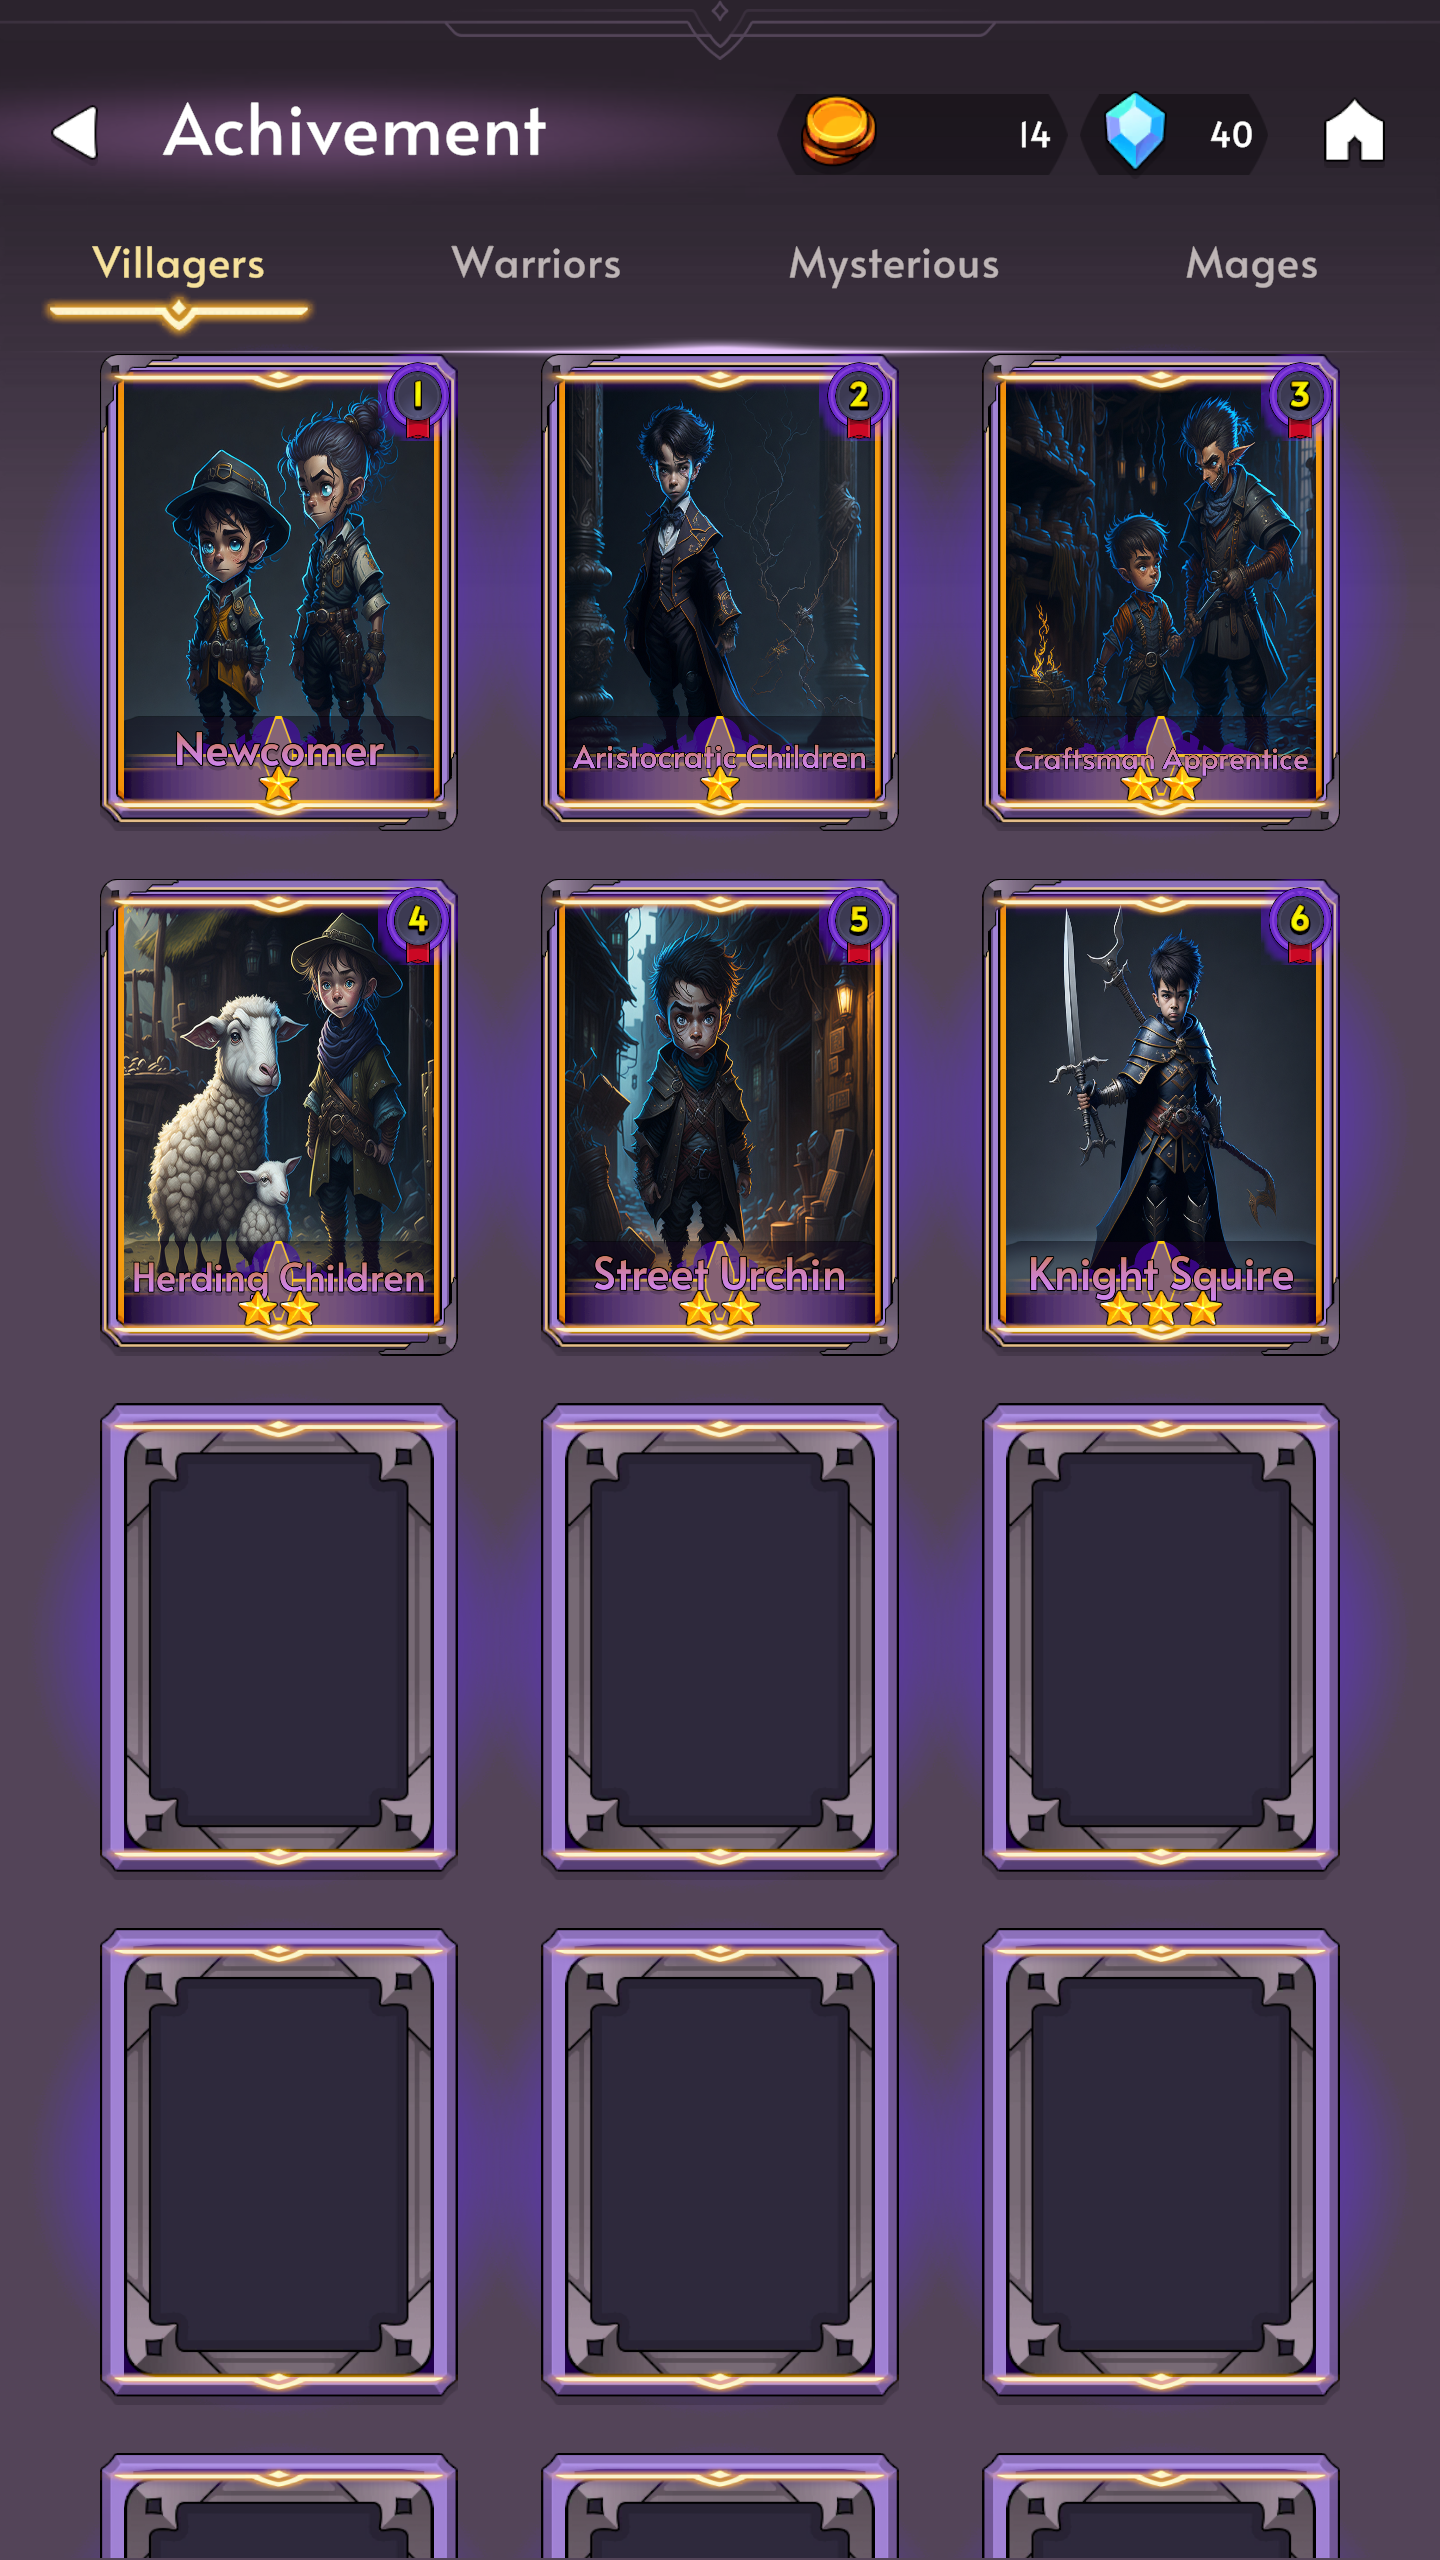 Achivement
14
40
Villagers
Warriors
Mysterious
Mages
1
2
3
Newcomer
Aristocratic Children
Craftsman Apprentice
4
5
6
Herding Children
Street Urchin
Knight Squire